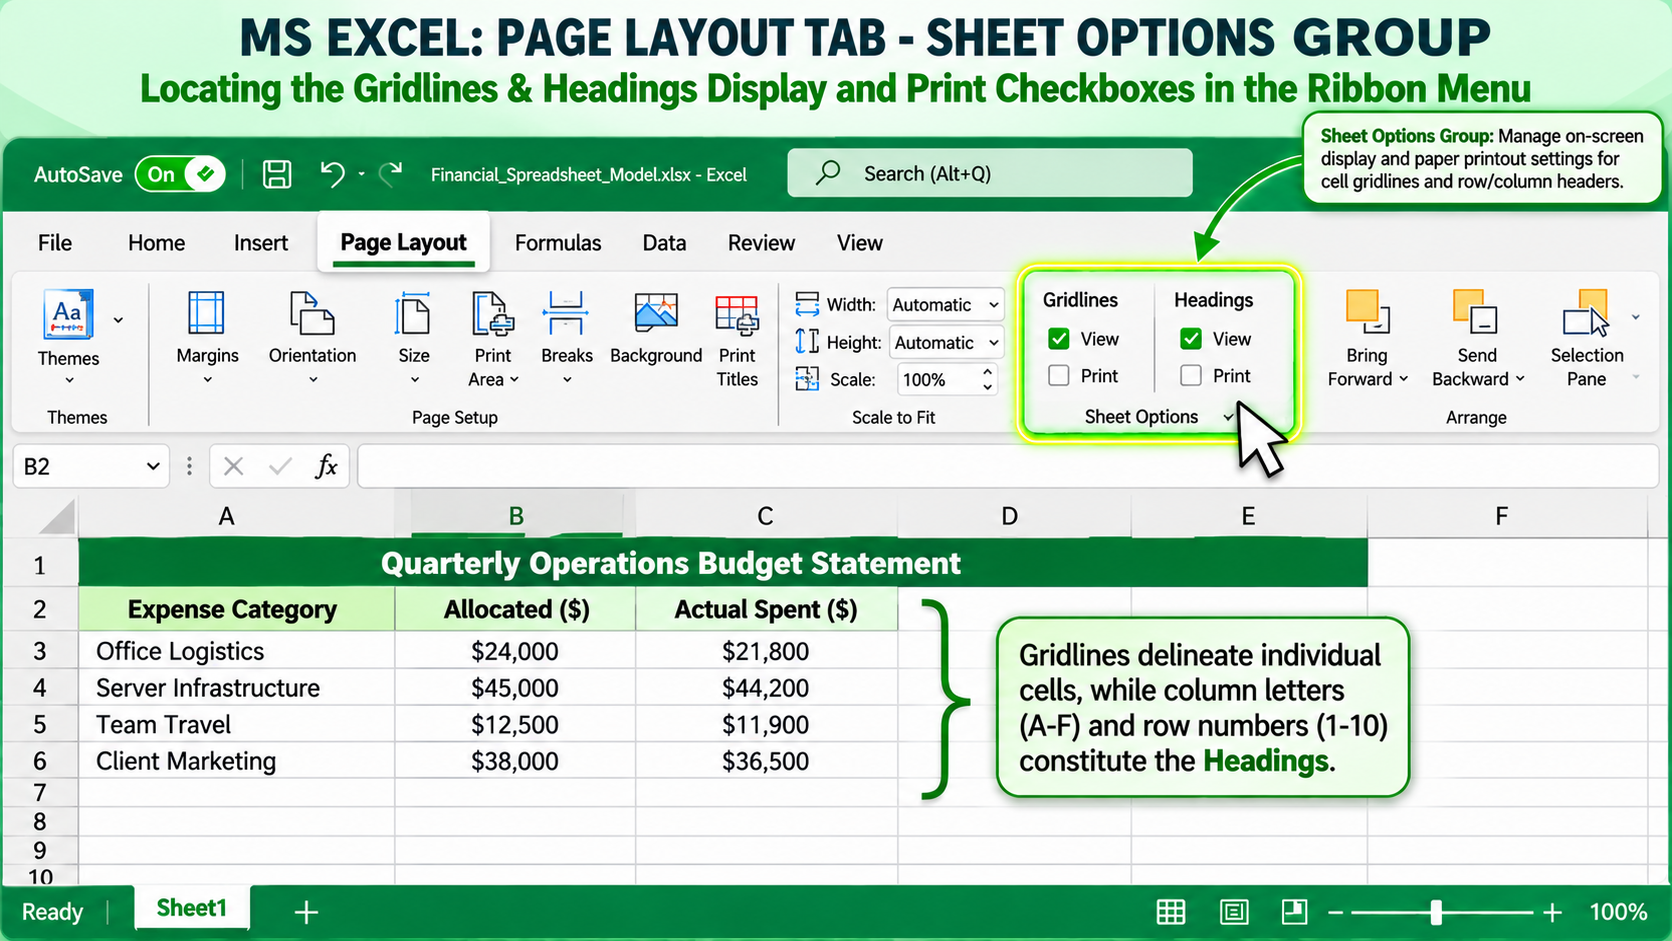 MS EXCEL: PAGE LAYOUT TAB - SHEET OPTIONS GROUP
Locating the Gridlines & Headings Display and Print Checkboxes in the Ribbon Menu
Sheet Options Group: Manage on-screen
display and paper printout settings for
cell gridlines and row/column headers.
AutoSave On Financial_Spreadsheet_Model.xlsx - Excel Search (Alt+Q)
File Home Insert Page Layout Formulas Data Review View
Aa
Themes
Themes
Margins
Orientation
Size
Print
Area
Breaks
Background
Print
Titles
Page Setup
Width: Automatic
Height: Automatic
Scale: 100%
Scale to Fit
Gridlines
View
Print
Headings
View
Print
Sheet Options
Bring
Forward
Send
Backward
Selection
Pane
Arrange
B2 fx
A B C D E F
1 Quarterly Operations Budget Statement
2 Expense Category Allocated ($) Actual Spent ($)
3 Office Logistics $24,000 $21,800
4 Server Infrastructure $45,000 $44,200
5 Team Travel $12,500 $11,900
6 Client Marketing $38,000 $36,500
7
8
9
10
Gridlines delineate individual
cells, while column letters
(A-F) and row numbers (1-10)
constitute the Headings.
Ready Sheet1 100%